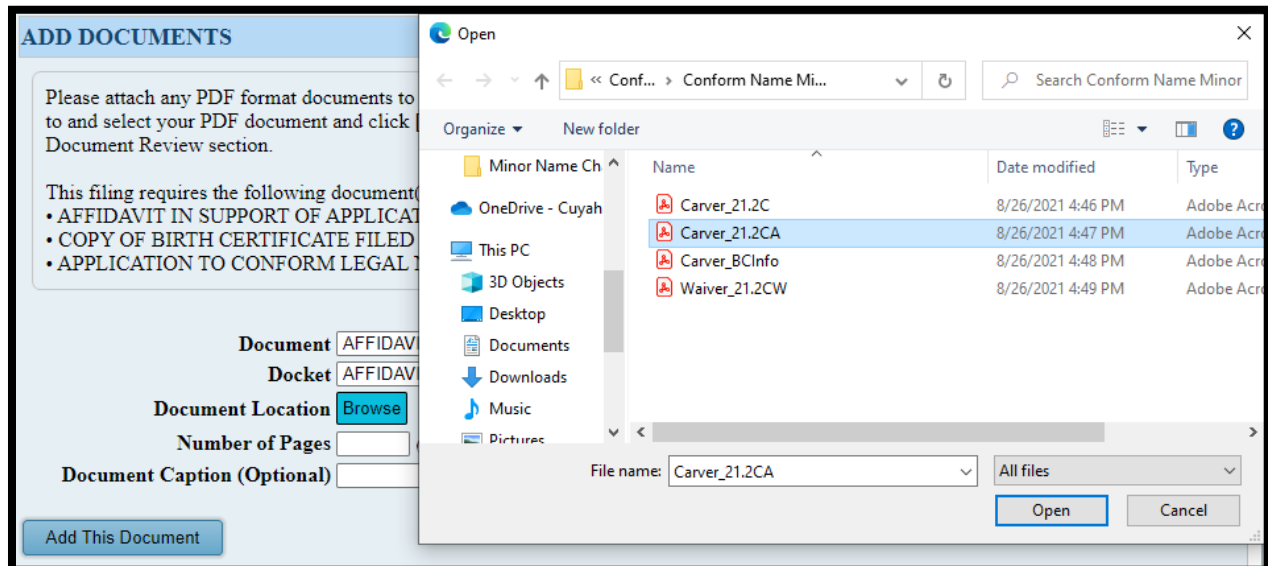 ADD DOCUMENTS
Please attach any PDF format documents to
to and select your PDF document and click [
Document Review section.
This filing requires the following document(
• AFFIDAVIT IN SUPPORT OF APPLICAT
• COPY OF BIRTH CERTIFICATE FILED
• APPLICATION TO CONFORM LEGAL
Document AFFIDAVI
Docket AFFIDAVI
Document Location Browse
Number of Pages
Document Caption (Optional)
Add This Document
Open
« Conf... > Conform Name Mi...
Search Conform Name Minor
Organize New folder
Minor Name Ch
OneDrive - Cuyah
This PC
3D Objects
Desktop
Documents
Downloads
Music
Pictures
Name Date modified Type
Carver_21.2C 8/26/2021 4:46 PM Adobe Acro
Carver_21.2CA 8/26/2021 4:47 PM Adobe Acro
Carver_BCInfo 8/26/2021 4:48 PM Adobe Acro
Waiver_21.2CW 8/26/2021 4:49 PM Adobe Acro
File name: Carver_21.2CA All files
Open Cancel